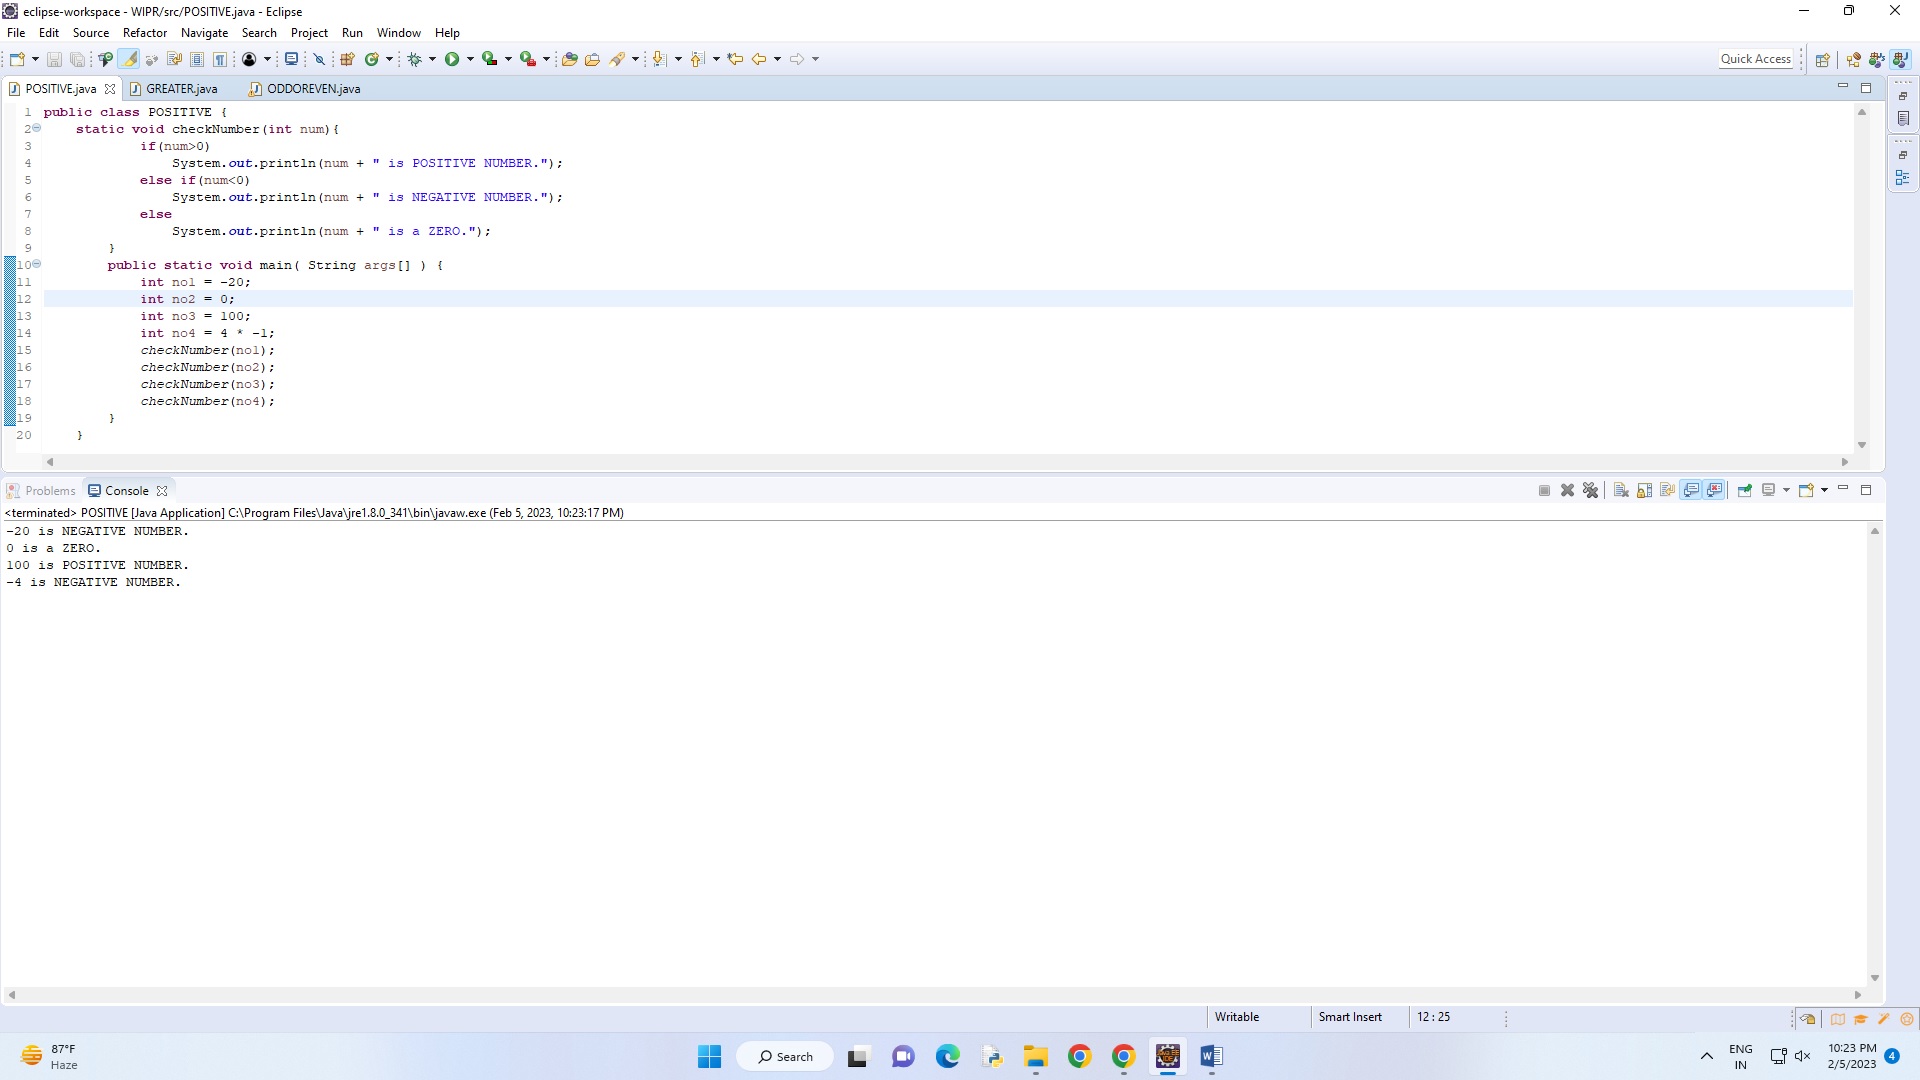 eclipse-workspace - WIPR/src/POSITIVE.java - Eclipse
File Edit Source Refactor Navigate Search Project Run Window Help
Quick Access
POSITIVE.java GREATER.java ODDOREVEN.java
1 public class POSITIVE {
2 static void checkNumber(int num){
3 if(num>0)
4 System.out.println(num + " is POSITIVE NUMBER.");
5 else if(num<0)
6 System.out.println(num + " is NEGATIVE NUMBER.");
7 else
8 System.out.println(num + " is a ZERO.");
9 }
10 public static void main( String args[] ) {
11 int no1 = -20;
12 int no2 = 0;
13 int no3 = 100;
14 int no4 = 4 * -1;
15 checkNumber(no1);
16 checkNumber(no2);
17 checkNumber(no3);
18 checkNumber(no4);
19 }
20 }
Problems Console
<terminated> POSITIVE [Java Application] C:\Program Files\Java\jre1.8.0_341\bin\javaw.exe (Feb 5, 2023, 10:23:17 PM)
-20 is NEGATIVE NUMBER.
0 is a ZERO.
100 is POSITIVE NUMBER.
-4 is NEGATIVE NUMBER.
Writable Smart Insert 12 : 25
87°F
Haze
Search
ENG
IN
10:23 PM
2/5/2023
4